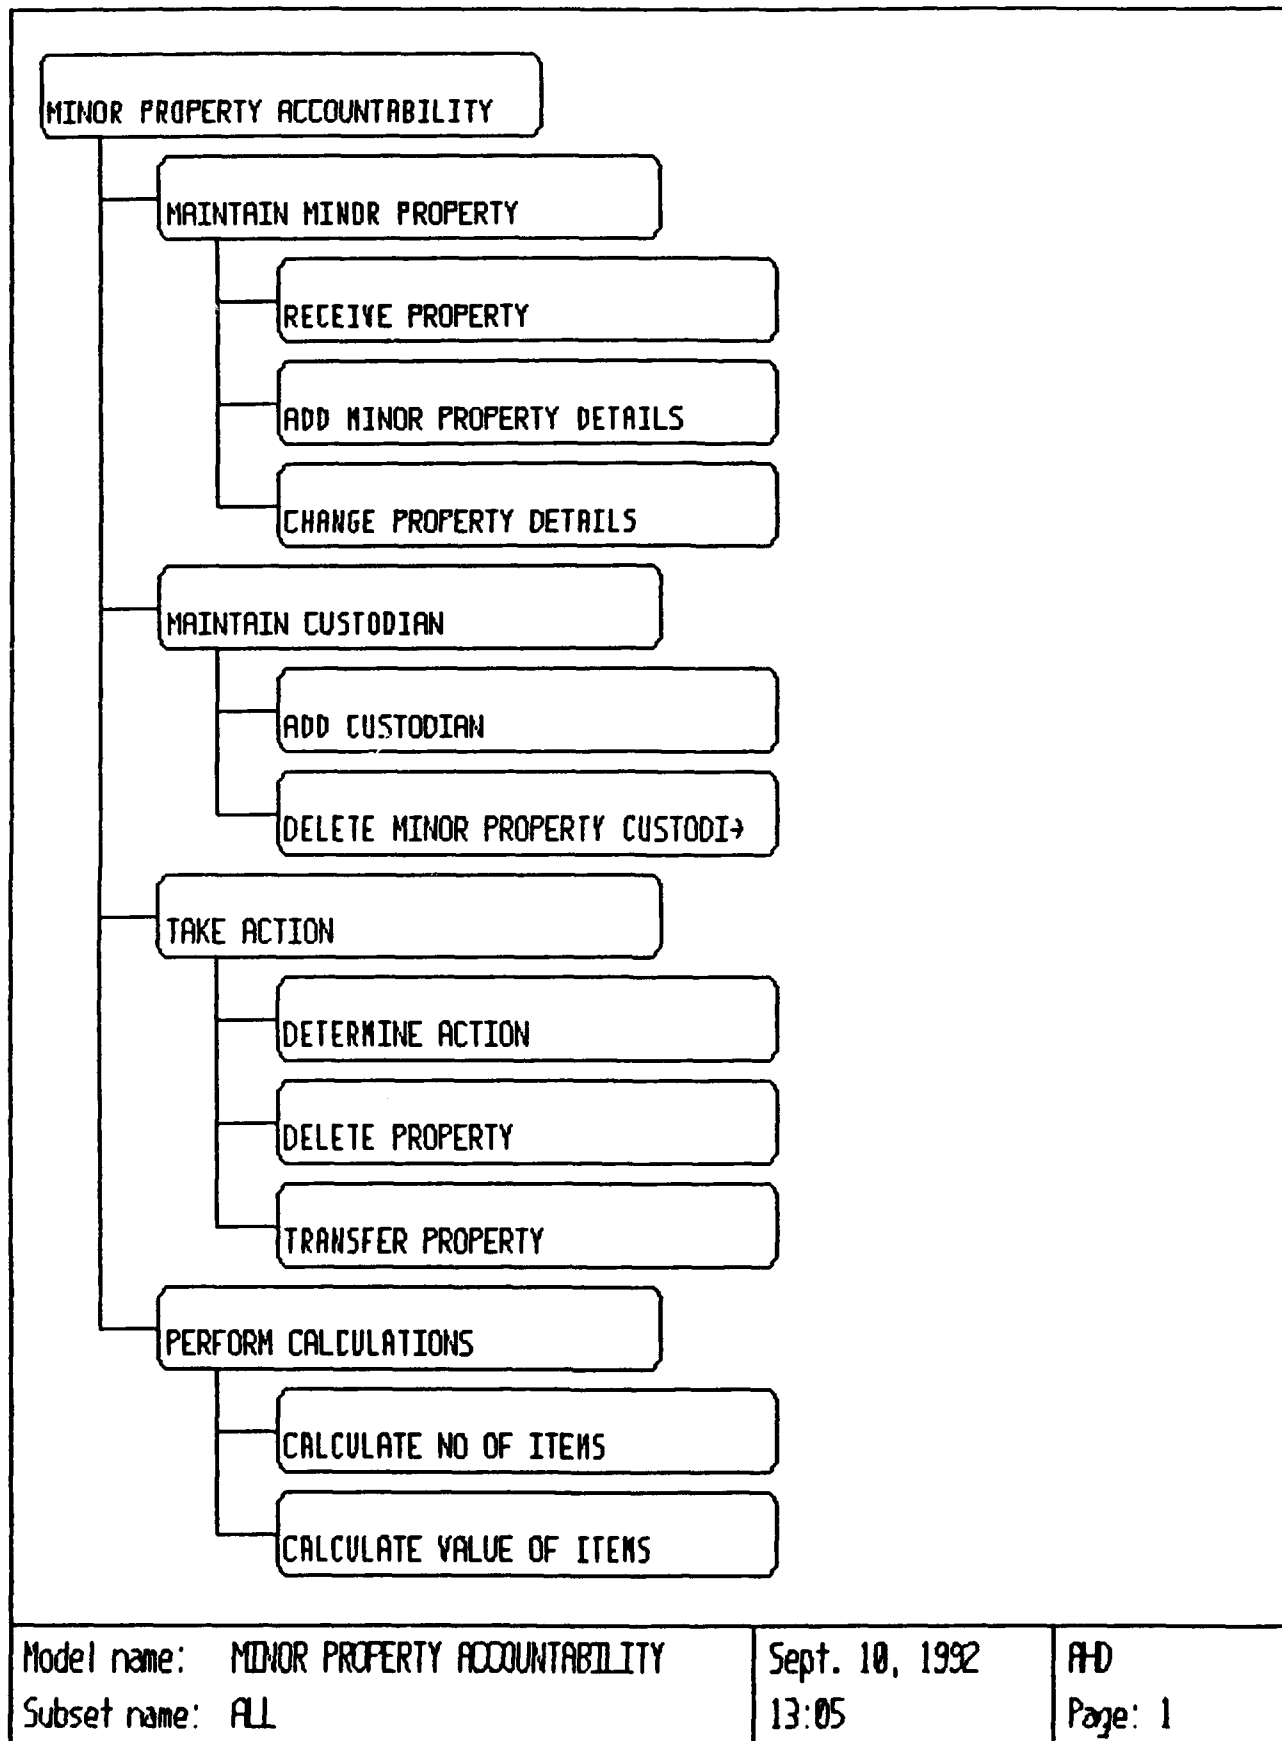 MINOR PROPERTY ACCOUNTABILITY
MAINTAIN MINOR PROPERTY
RECEIVE PROPERTY
ADD MINOR PROPERTY DETAILS
CHANGE PROPERTY DETAILS
MAINTAIN CUSTODIAN
ADD CUSTODIAN
DELETE MINOR PROPERTY CUSTODI→
TAKE ACTION
DETERMINE ACTION
DELETE PROPERTY
TRANSFER PROPERTY
PERFORM CALCULATIONS
CALCULATE NO OF ITEMS
CALCULATE VALUE OF ITEMS
Model name: MINOR PROPERTY ACCOUNTABILITY
Subset name: ALL
Sept. 10, 1992
13:05
AHD
Page: 1